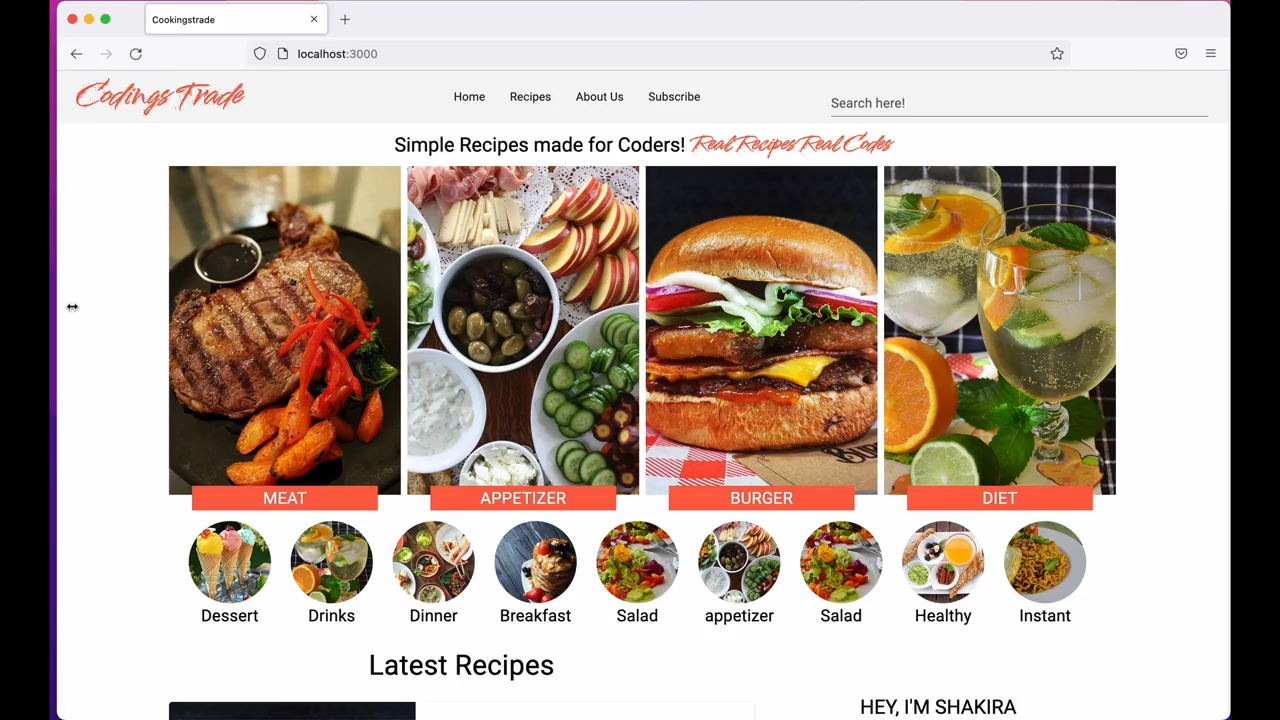 Cookingstrade
localhost:3000
Codings Trade
Home Recipes About Us Subscribe
Search here!
Simple Recipes made for Coders! Real Recipes Real Codes
MEAT APPETIZER BURGER DIET
Dessert Drinks Dinner Breakfast Salad appetizer Salad Healthy Instant
Latest Recipes
HEY, I'M SHAKIRA